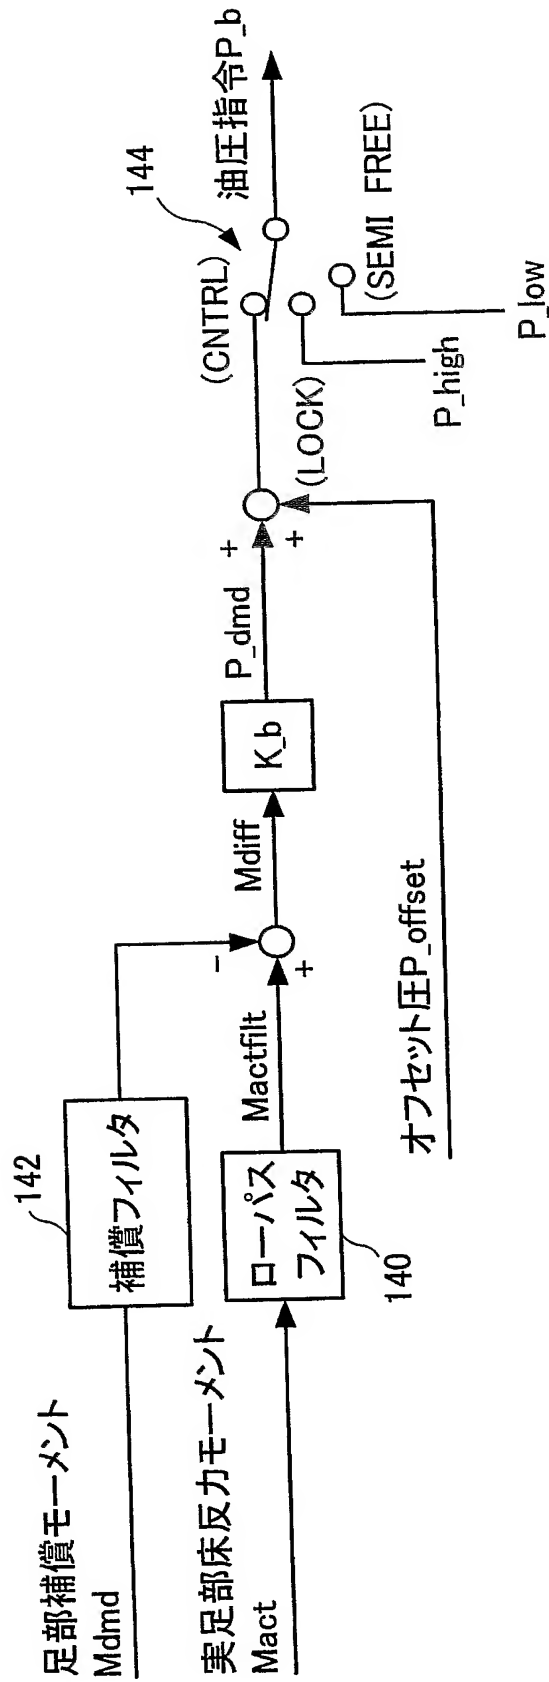 足部補償モーメント
Mdmd
142
補償フィルタ
実足部床反力モーメント
Mact
ローパス
フィルタ
140
Mactfilt
-
+
Mdiff
K_b
P_dmd
+
+
オフセット圧P_offset
(CNTRL)
(LOCK)
(SEMI FREE)
P_high
P_low
144
油圧指令P_b